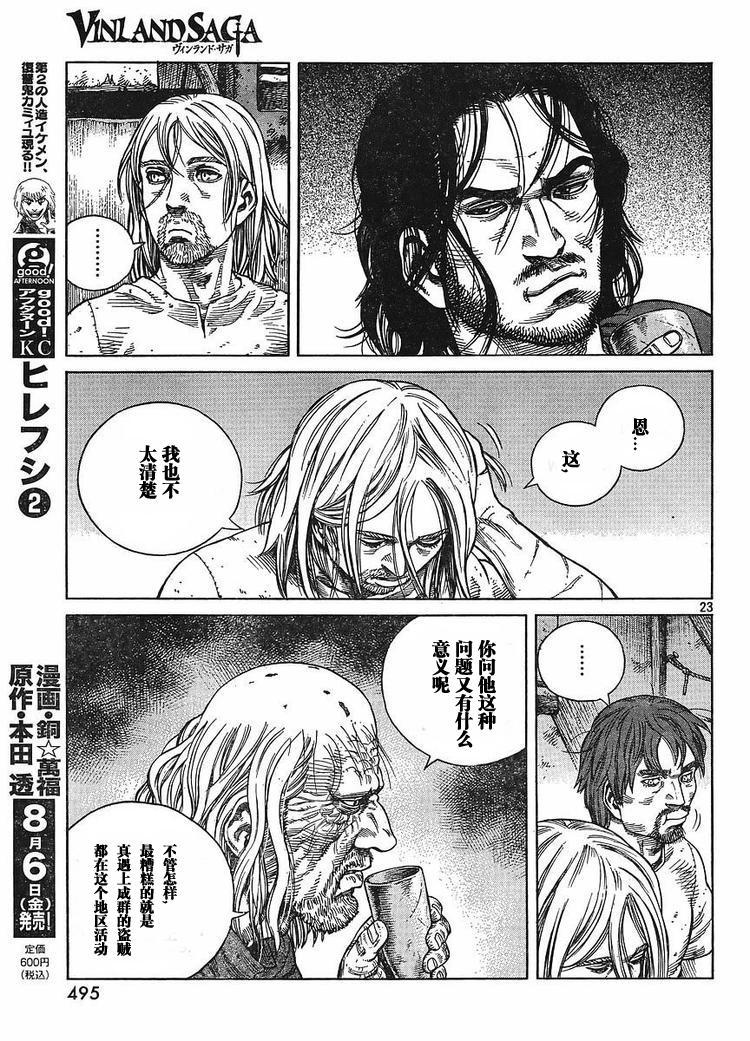 VINLAND SAGA
ヴィンランド・サガ
第2の人造イケメン、
復讐鬼カミィユ現る!!
good!
AFTERNOON
good!
アフタヌーン
KC
ヒレフシ
2
漫画・銅☆萬福
原作・本田 透
8月6日(金)発売!
定価
600円
(税込)
………
恩…
这,
我也不
太清楚
23
………
你问他这种
问题又有什么
意义呢
不管怎样,
最糟糕的就是
真遇上成群的盗贼
都在这个地区活动
495